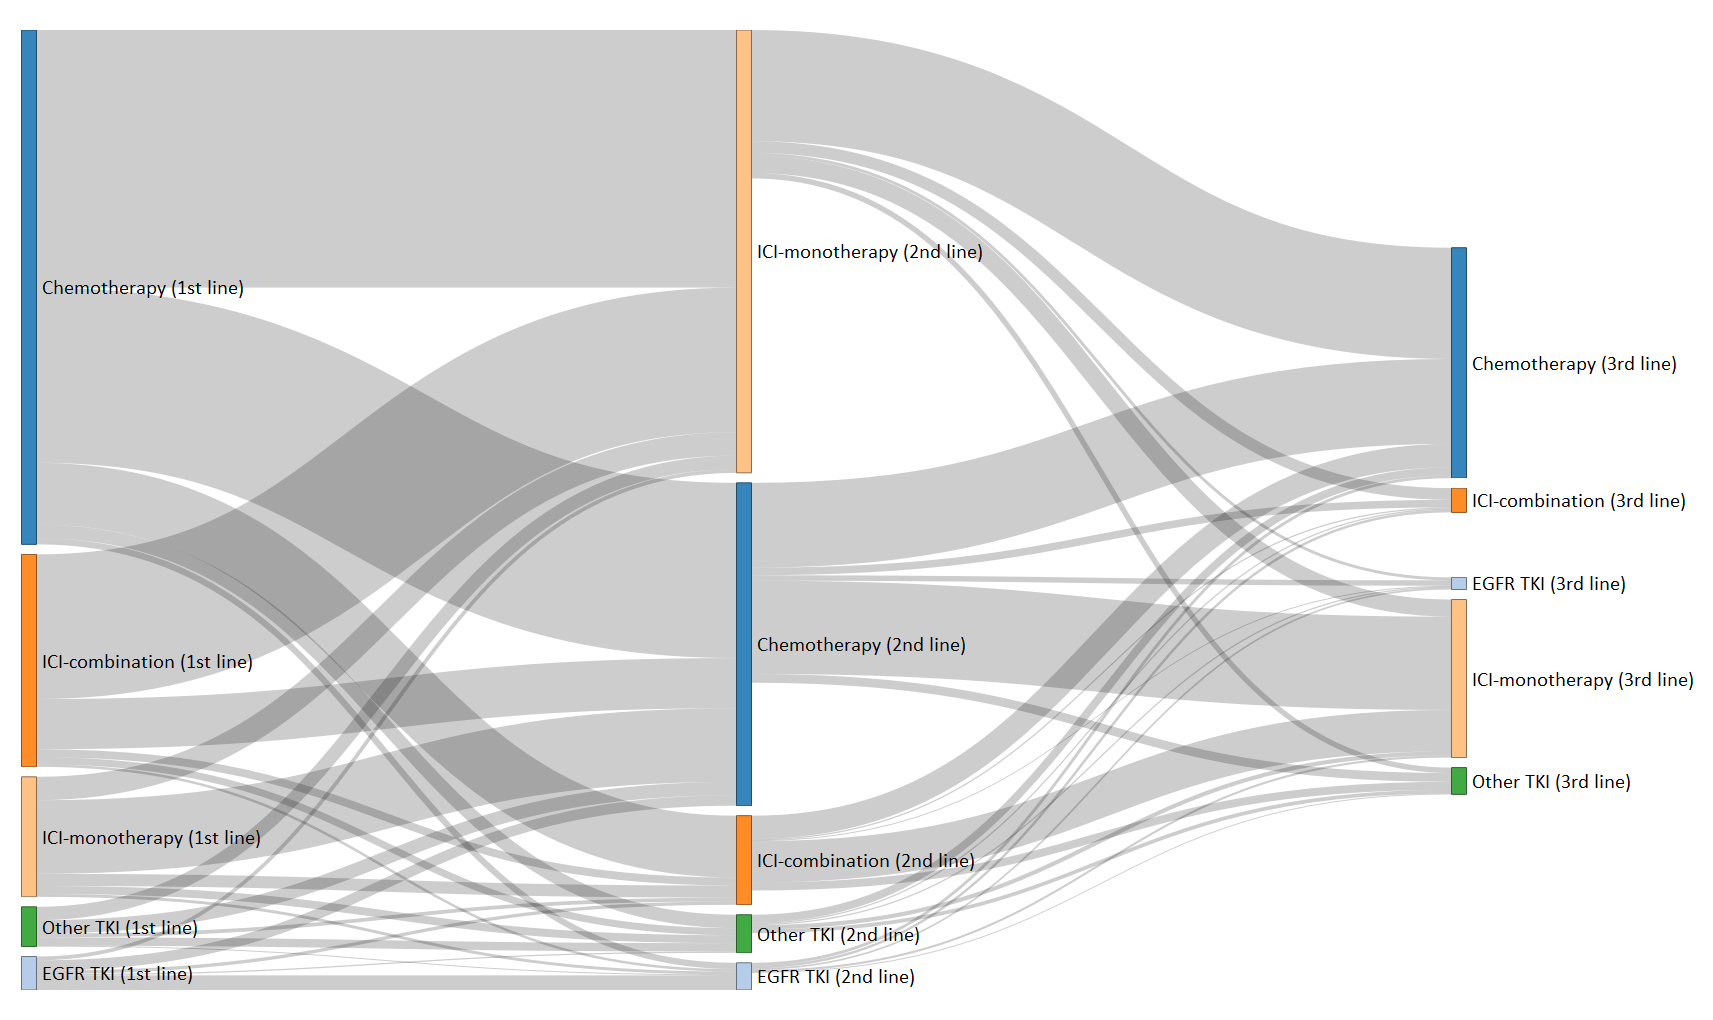 Chemotherapy (1st line)
ICI-combination (1st line)
ICI-monotherapy (1st line)
Other TKI (1st line)
EGFR TKI (1st line)
ICI-monotherapy (2nd line)
Chemotherapy (2nd line)
ICI-combination (2nd line)
Other TKI (2nd line)
EGFR TKI (2nd line)
Chemotherapy (3rd line)
ICI-combination (3rd line)
EGFR TKI (3rd line)
ICI-monotherapy (3rd line)
Other TKI (3rd line)